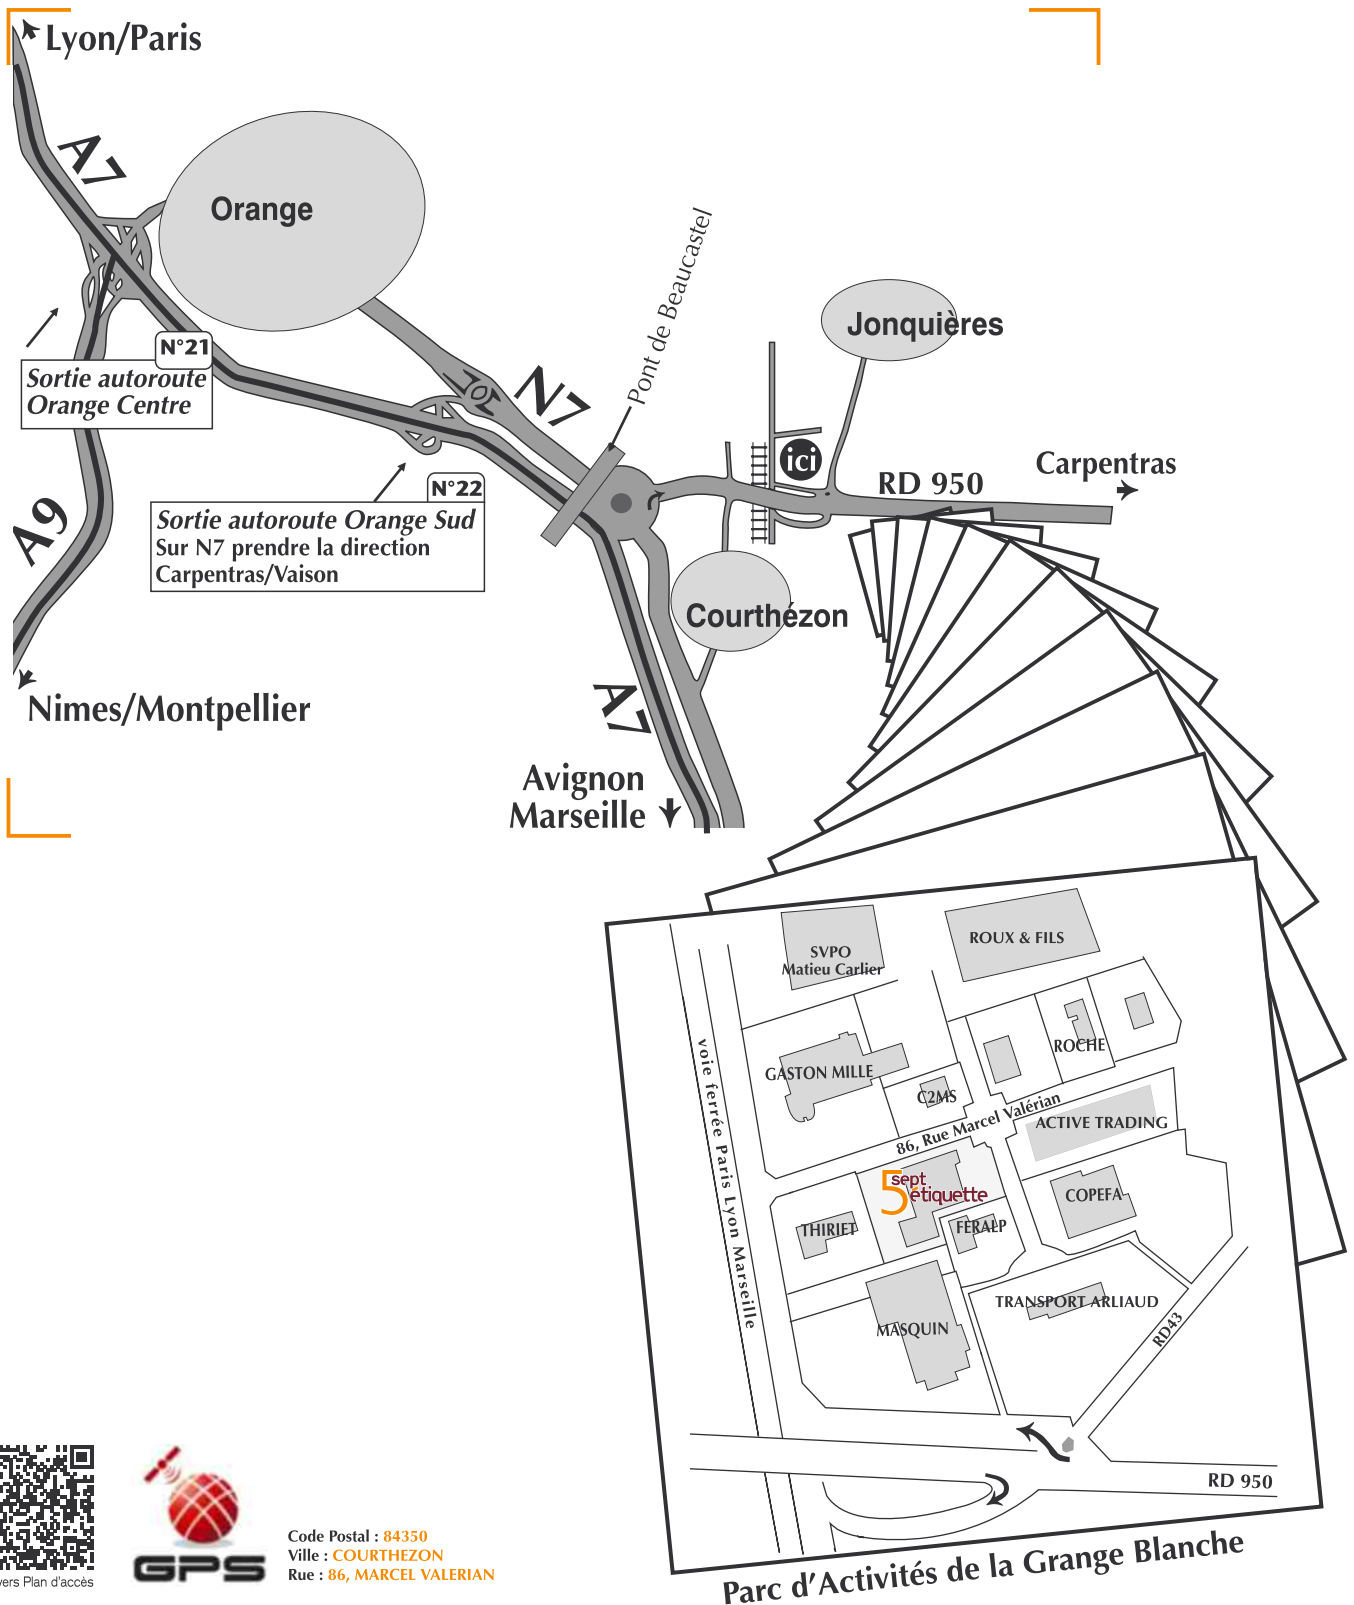 Lyon/Paris
A7
Orange
Pont de Beaucastel
Jonquières
N°21
Sortie autoroute
Orange Centre
N7
ici
Carpentras
RD 950
A9
N°22
Sortie autoroute Orange Sud
Sur N7 prendre la direction
Carpentras/Vaison
Courthézon
Nimes/Montpellier
A7
Avignon
Marseille
SVPO
Matieu Carlier
ROUX & FILS
voie ferrée Paris Lyon Marseille
GASTON MILLE
ROCHE
C2MS
86, Rue Marcel Valérian
ACTIVE TRADING
5 sept
étiquette
COPEFA
THIRIET
FERALP
TRANSPORT ARLIAUD
MASQUIN
RD43
RD 950
Parc d'Activités de la Grange Blanche
vers Plan d'accès
GPS
Code Postal : 84350
Ville : COURTHEZON
Rue : 86, MARCEL VALERIAN